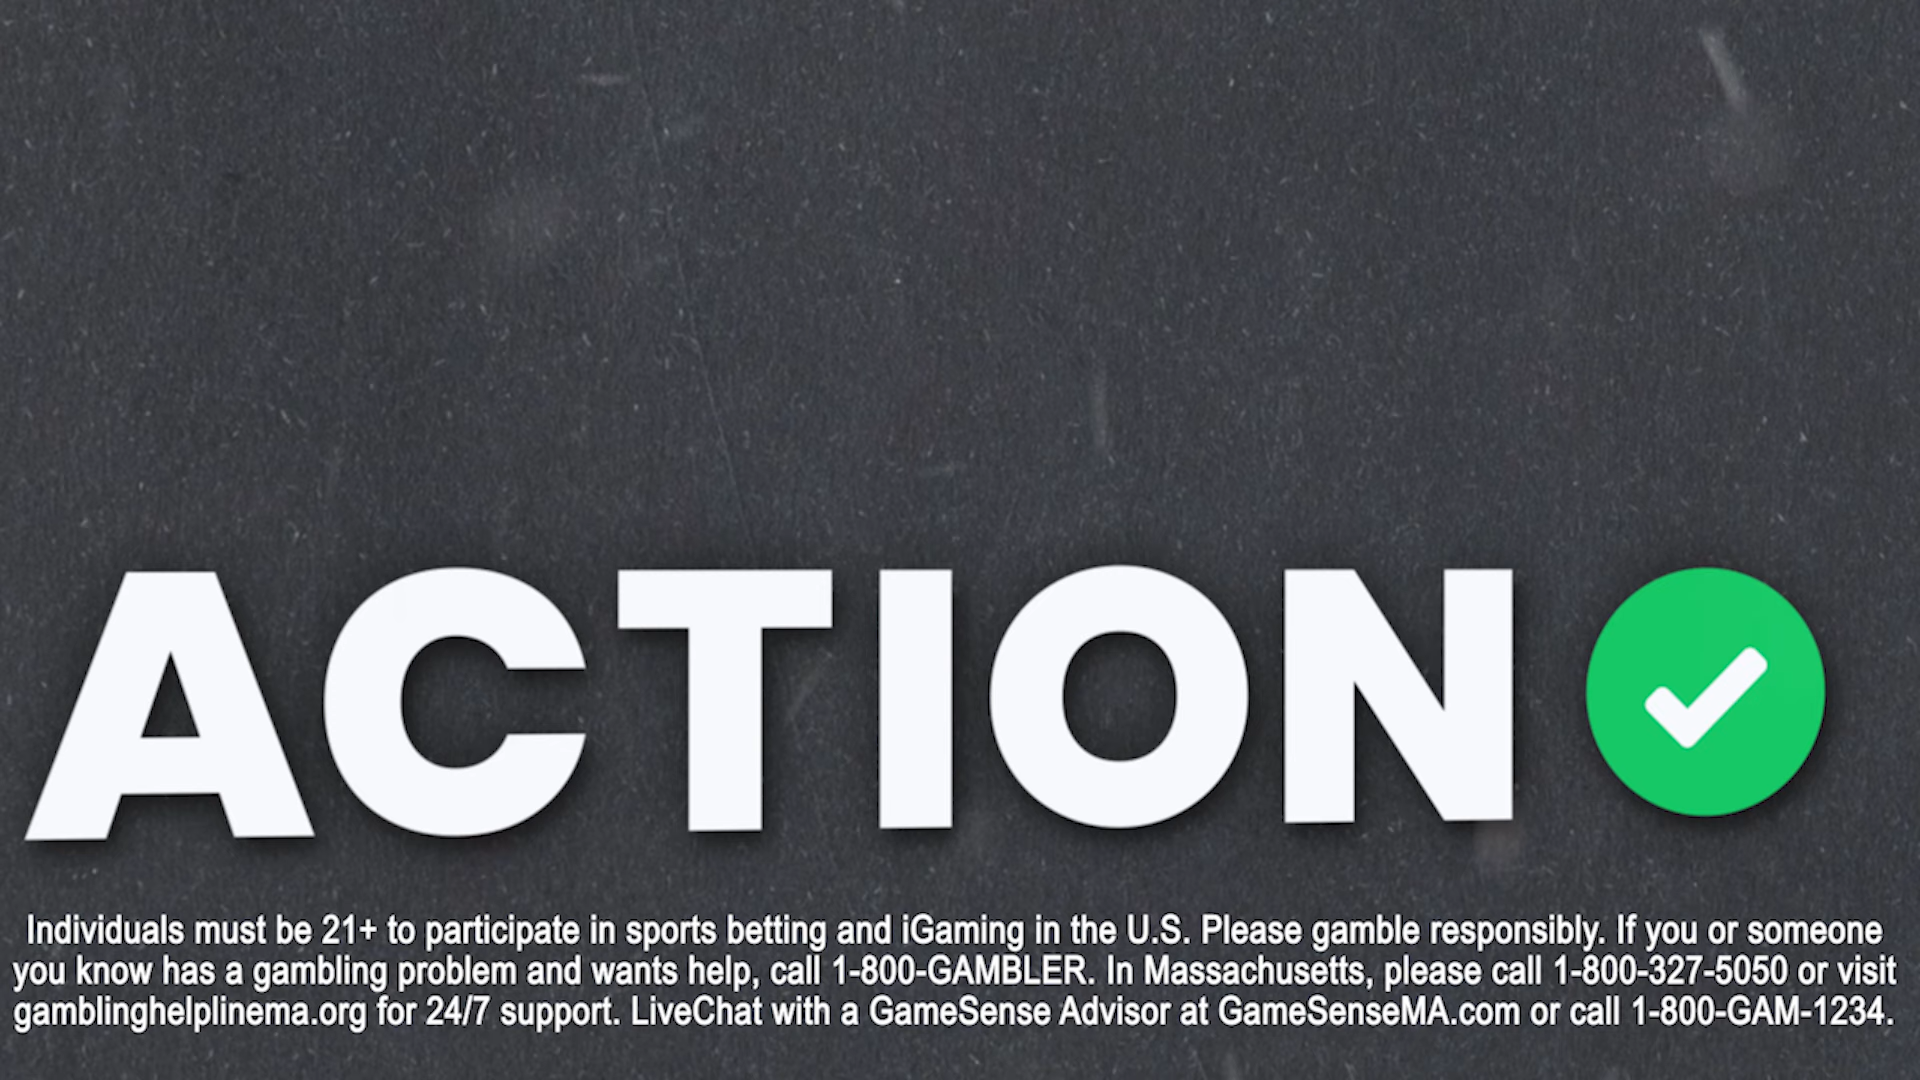 ACTION
Individuals must be 21+ to participate in sports betting and iGaming in the U.S. Please gamble responsibly. If you or someone
you know has a gambling problem and wants help, call 1-800-GAMBLER. In Massachusetts, please call 1-800-327-5050 or visit
gamblinghelplinema.org for 24/7 support. LiveChat with a GameSense Advisor at GameSenseMA.com or call 1-800-GAM-1234.